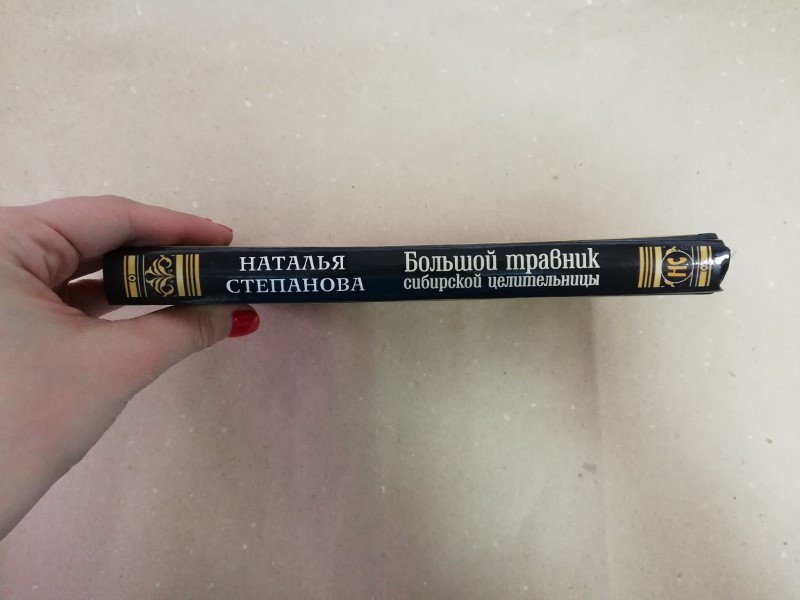 НАТАЛЬЯ
СТЕПАНОВА
Большой травник
сибирской целительницы
НС